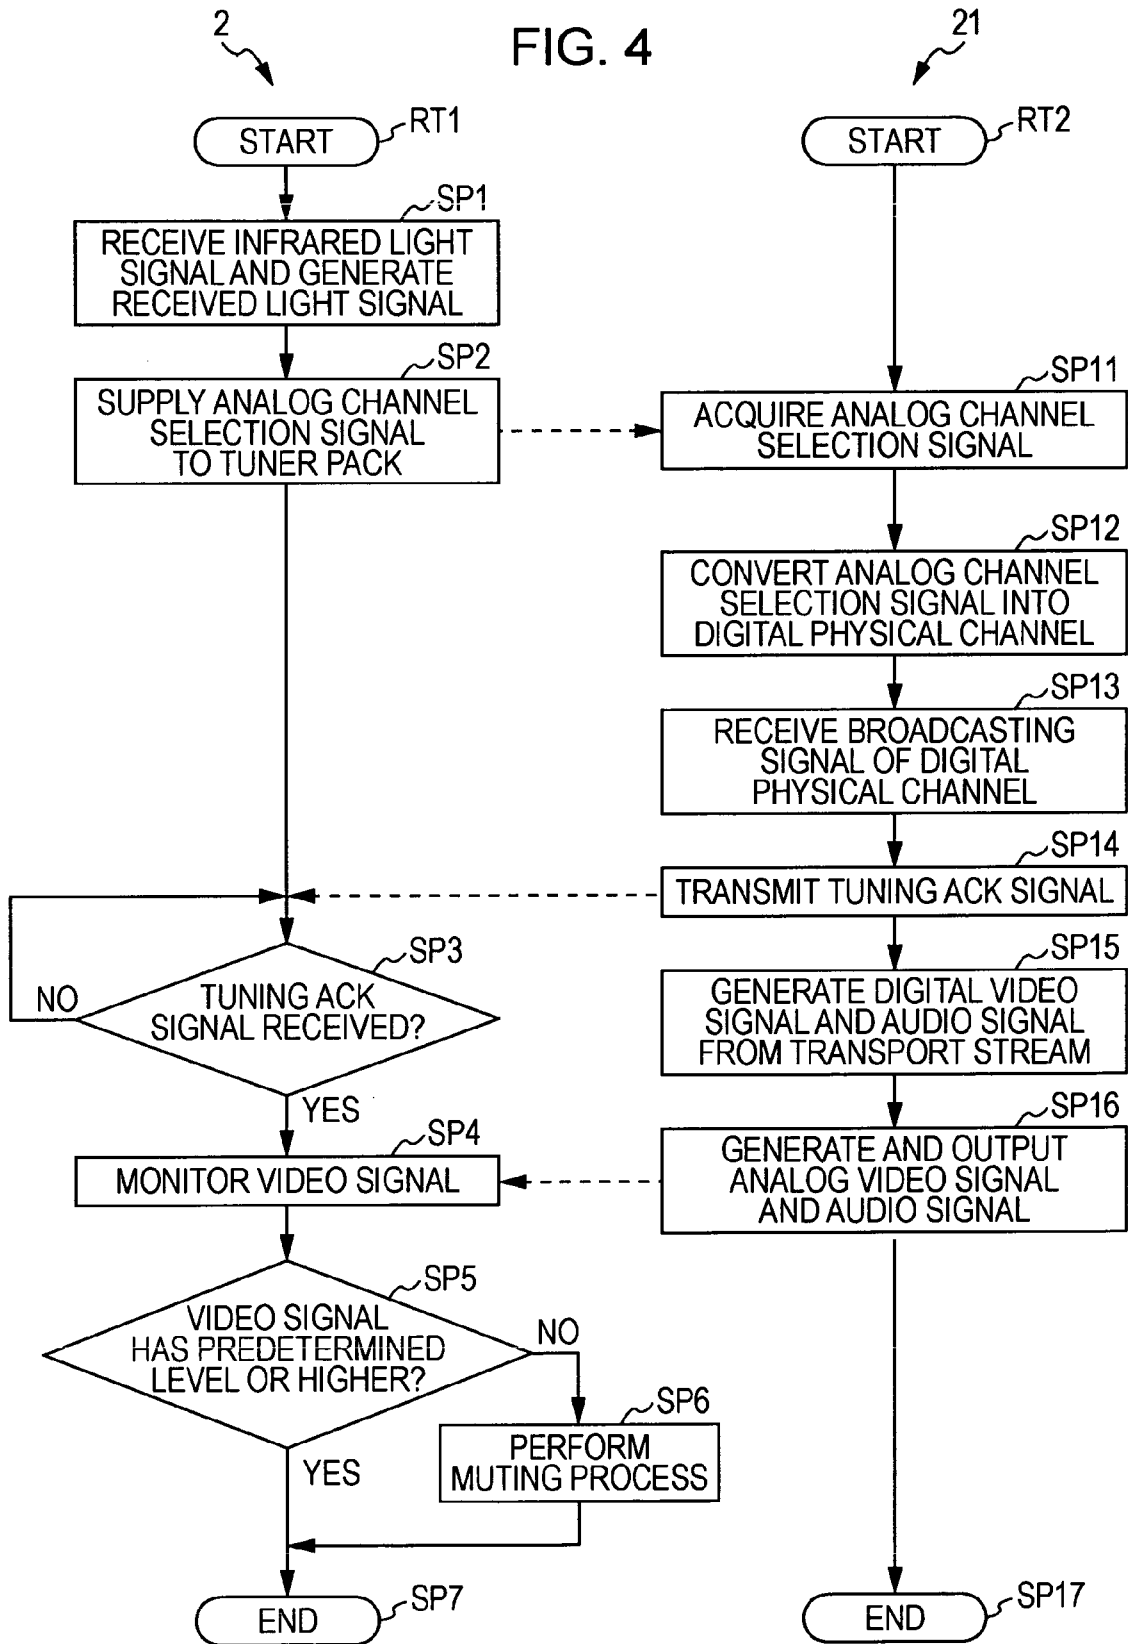 FIG. 4
2
START
RT1
SP1
RECEIVE INFRARED LIGHT
SIGNAL AND GENERATE
RECEIVED LIGHT SIGNAL
SP2
SUPPLY ANALOG CHANNEL
SELECTION SIGNAL
TO TUNER PACK
SP3
TUNING ACK
SIGNAL RECEIVED?
NO
YES
SP4
MONITOR VIDEO SIGNAL
SP5
VIDEO SIGNAL
HAS PREDETERMINED
LEVEL OR HIGHER?
NO
YES
SP6
PERFORM
MUTING PROCESS
END
SP7
21
START
RT2
SP11
ACQUIRE ANALOG CHANNEL
SELECTION SIGNAL
SP12
CONVERT ANALOG CHANNEL
SELECTION SIGNAL INTO
DIGITAL PHYSICAL CHANNEL
SP13
RECEIVE BROADCASTING
SIGNAL OF DIGITAL
PHYSICAL CHANNEL
SP14
TRANSMIT TUNING ACK SIGNAL
SP15
GENERATE DIGITAL VIDEO
SIGNAL AND AUDIO SIGNAL
FROM TRANSPORT STREAM
SP16
GENERATE AND OUTPUT
ANALOG VIDEO SIGNAL
AND AUDIO SIGNAL
END
SP17